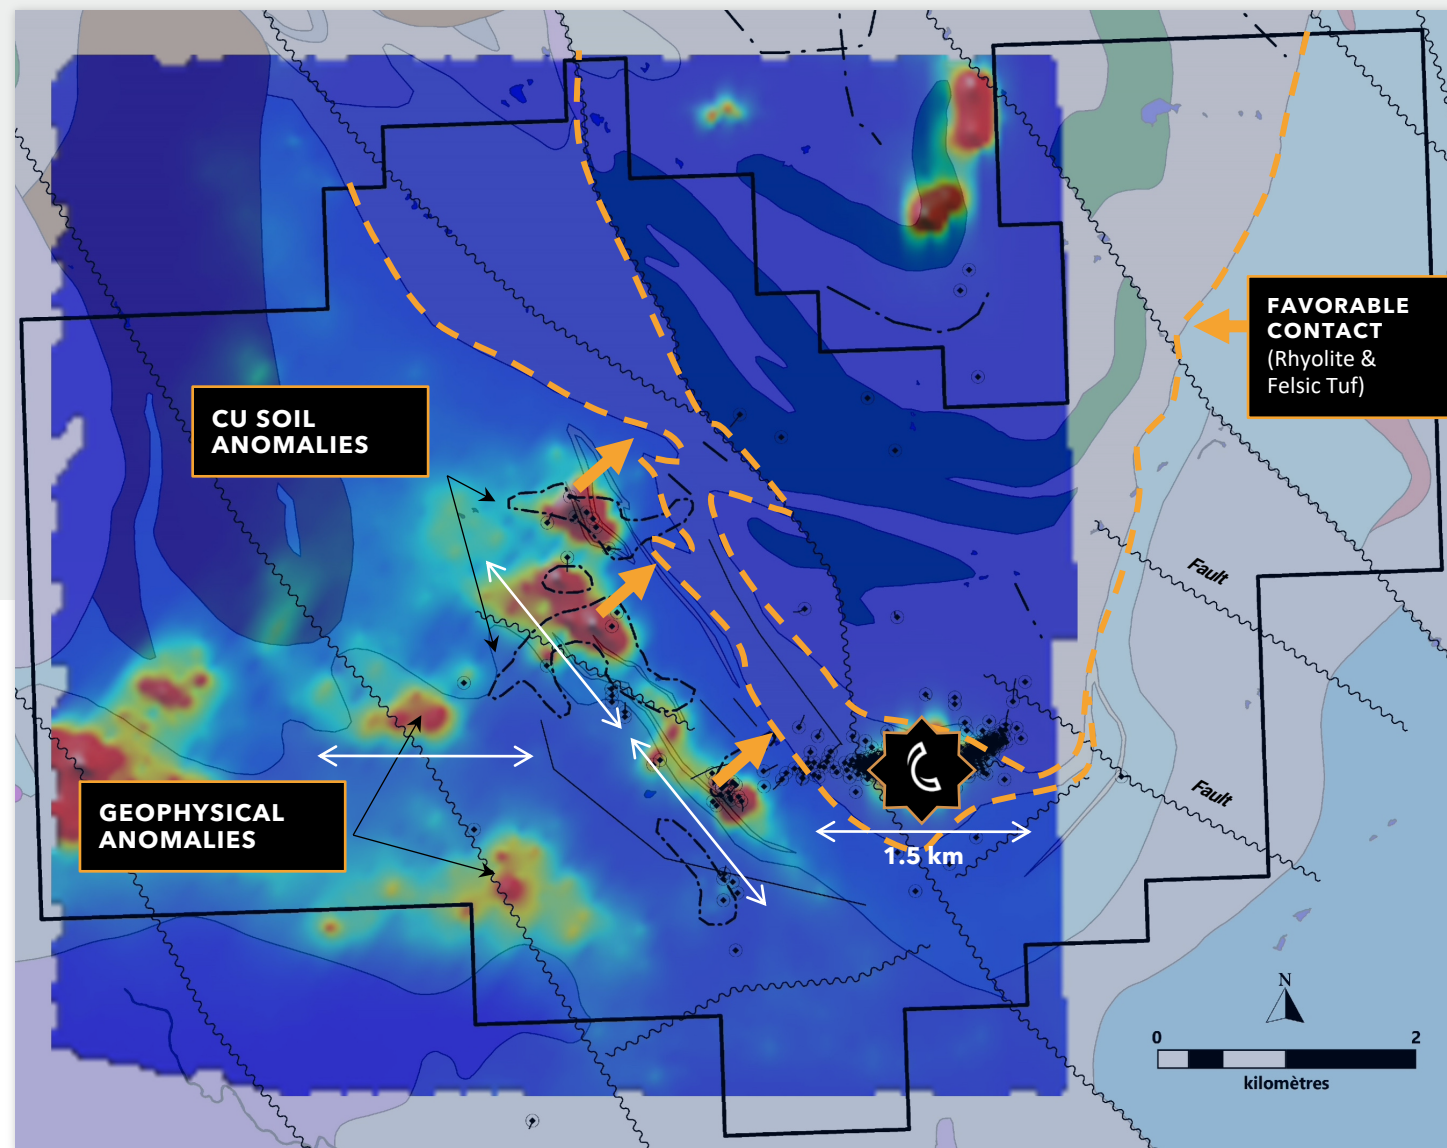 FAVORABLE
CONTACT
(Rhyolite &
Felsic Tuf)
CU SOIL
ANOMALIES
Fault
GEOPHYSICAL
ANOMALIES
Fault
1.5 km
N
0 2
kilomètres